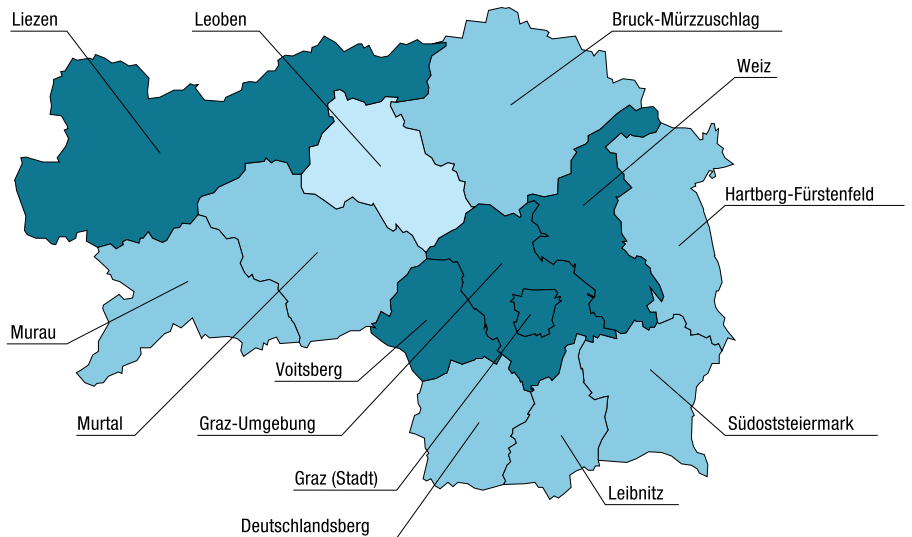 Liezen
Leoben
Bruck-Mürzzuschlag
Weiz
Hartberg-Fürstenfeld
Murau
Voitsberg
Murtal
Graz-Umgebung
Südoststeiermark
Graz (Stadt)
Leibnitz
Deutschlandsberg